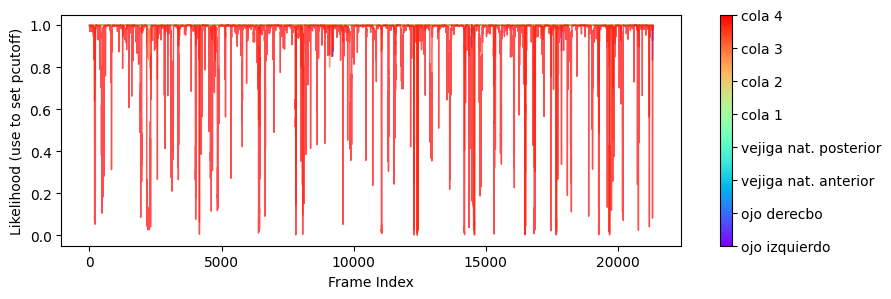 Likelihood (use to set pcutoff)
1.0
0.8
0.6
0.4
0.2
0.0
0
5000
10000
15000
20000
Frame Index
cola 4
cola 3
cola 2
cola 1
vejiga nat. posterior
vejiga nat. anterior
ojo derecbo
ojo izquierdo